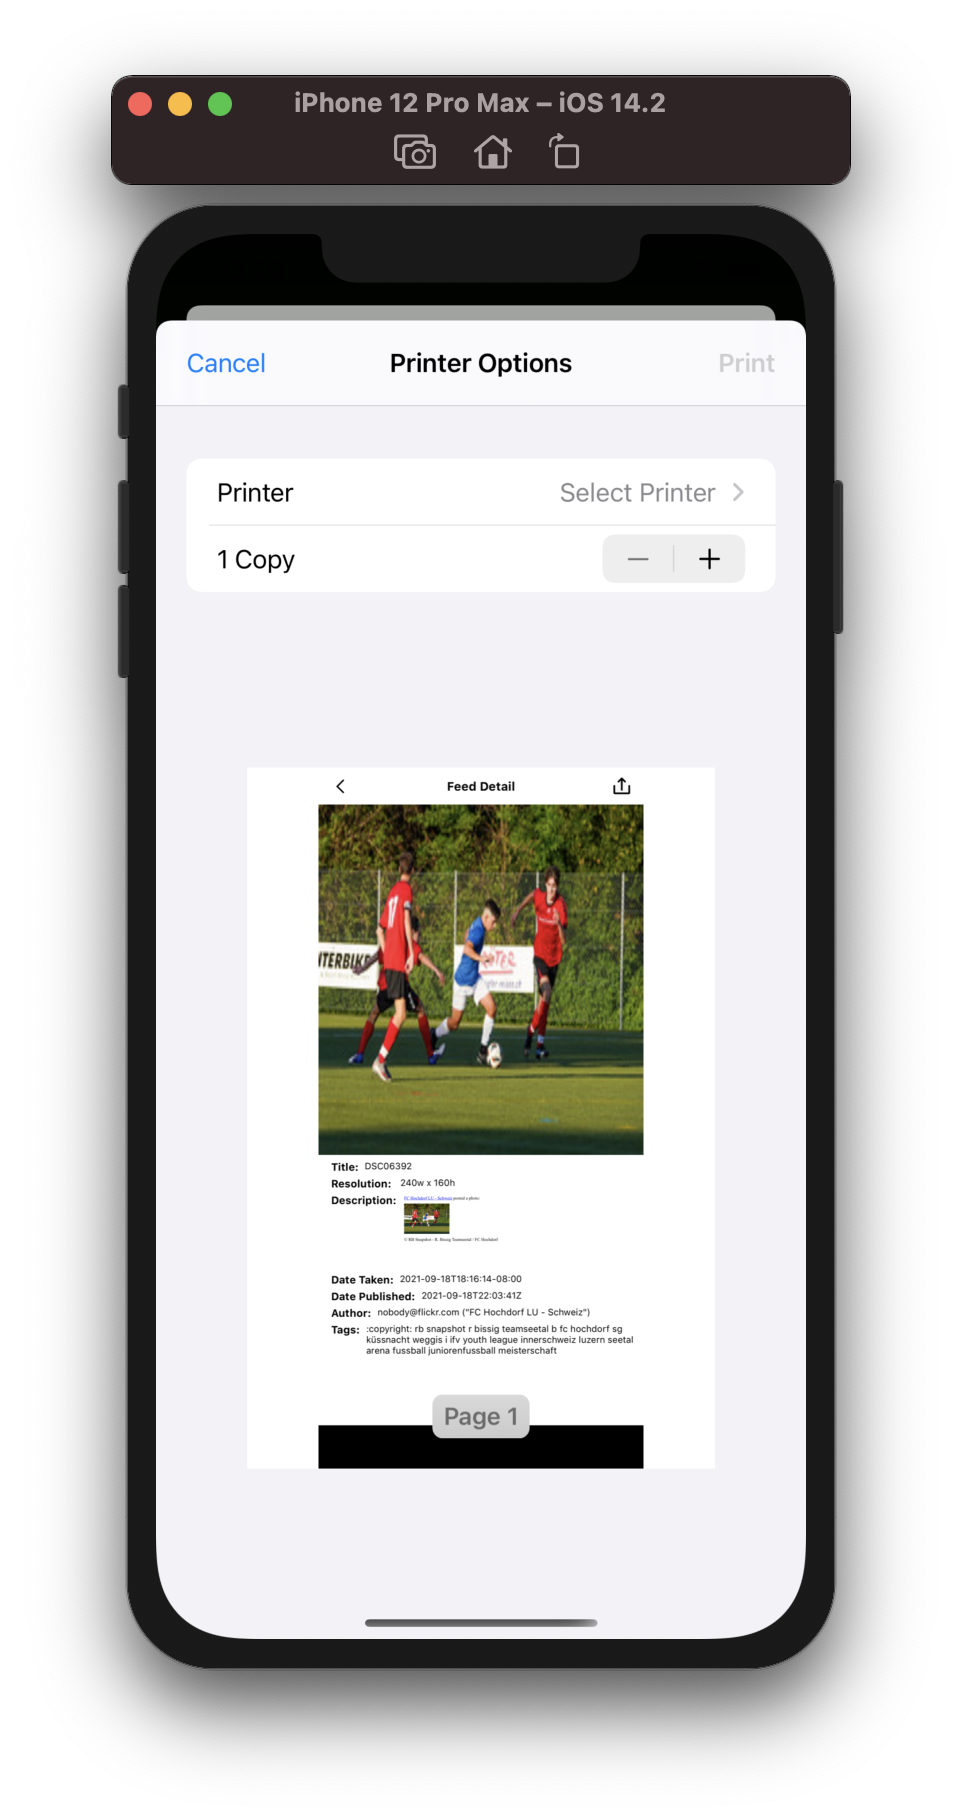 iPhone 12 Pro Max – iOS 14.2
Cancel Printer Options Print
Printer Select Printer
1 Copy
Feed Detail
17
Title: DSC06392
Resolution: 240w x 160h
Description: FC Hochdorf LU - Schweiz posted a photo:
© RB Snapshot - R. Bissig Teamseetal / FC Hochdorf
Date Taken: 2021-09-18T18:16:14-08:00
Date Published: 2021-09-18T22:03:41Z
Author: nobody@flickr.com ("FC Hochdorf LU - Schweiz")
Tags: :copyright: rb snapshot r bissig teamseetal b fc hochdorf sg
küssnacht weggis i ifv youth league innerschweiz luzern seetal
arena fussball juniorenfussball meisterschaft
Page 1